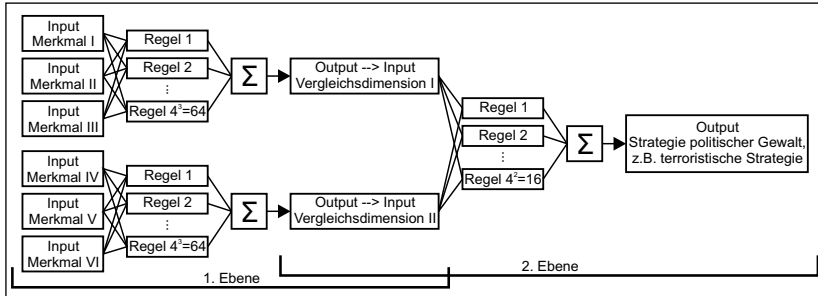 Input
Merkmal I
Input
Merkmal II
Input
Merkmal III
Regel 1
Regel 2
...
Regel 4³=64
Σ
Output --> Input
Vergleichsdimension I
Input
Merkmal IV
Input
Merkmal V
Input
Merkmal VI
Regel 1
Regel 2
...
Regel 4³=64
Σ
Output --> Input
Vergleichsdimension II
Regel 1
Regel 2
...
Regel 4²=16
Σ
Output
Strategie politischer Gewalt,
z.B. terroristische Strategie
1. Ebene
2. Ebene